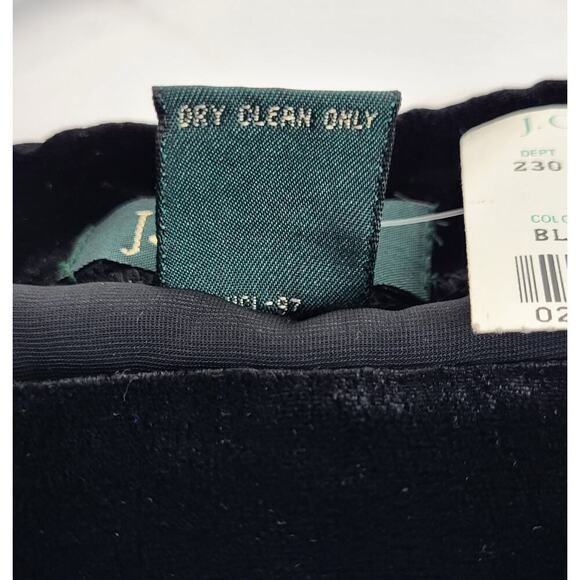 DRY CLEAN ONLY
J.
J.C
DEPT
230
COLO
BL
02